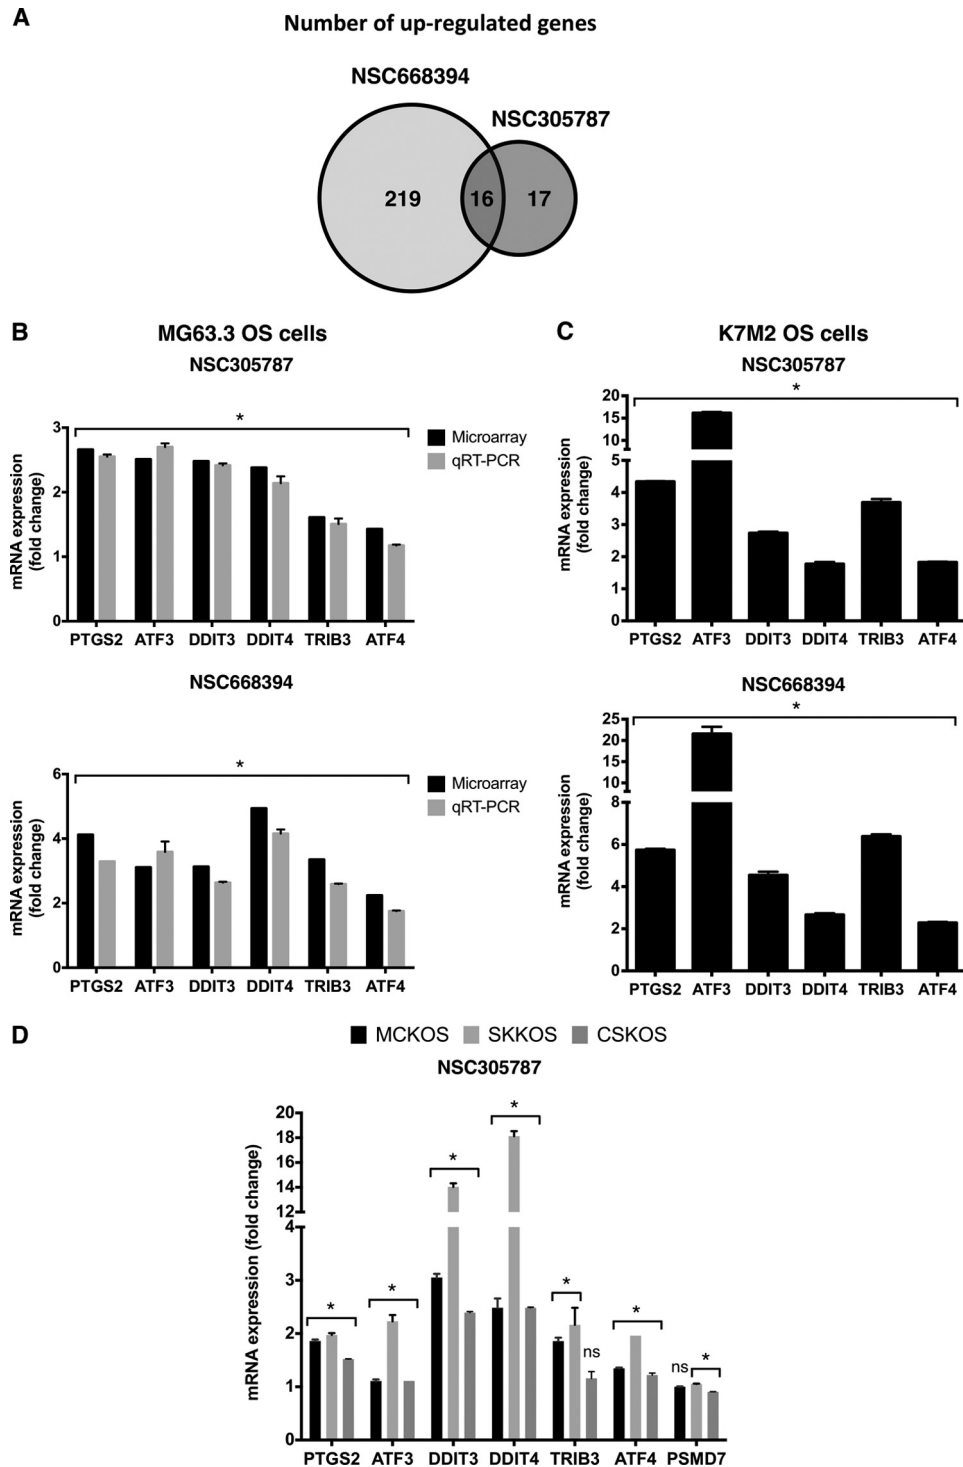 A
Number of up-regulated genes
NSC668394
NSC305787
219
16
17
B
MG63.3 OS cells
NSC305787
*
3
2
1
0
mRNA expression
(fold change)
Microarray
qRT-PCR
PTGS2 ATF3 DDIT3 DDIT4 TRIB3 ATF4
NSC668394
*
6
4
2
0
mRNA expression
(fold change)
Microarray
qRT-PCR
PTGS2 ATF3 DDIT3 DDIT4 TRIB3 ATF4
C
K7M2 OS cells
NSC305787
*
20
15
10
5
4
3
2
1
0
mRNA expression
(fold change)
PTGS2 ATF3 DDIT3 DDIT4 TRIB3 ATF4
NSC668394
*
25
20
15
10
8
6
4
2
0
mRNA expression
(fold change)
PTGS2 ATF3 DDIT3 DDIT4 TRIB3 ATF4
D
MCKOS SKKOS CSKOS
NSC305787
20
18
16
14
12
4
3
2
1
0
mRNA expression (fold change)
* * * * * ns * ns *
PTGS2 ATF3 DDIT3 DDIT4 TRIB3 ATF4 PSMD7